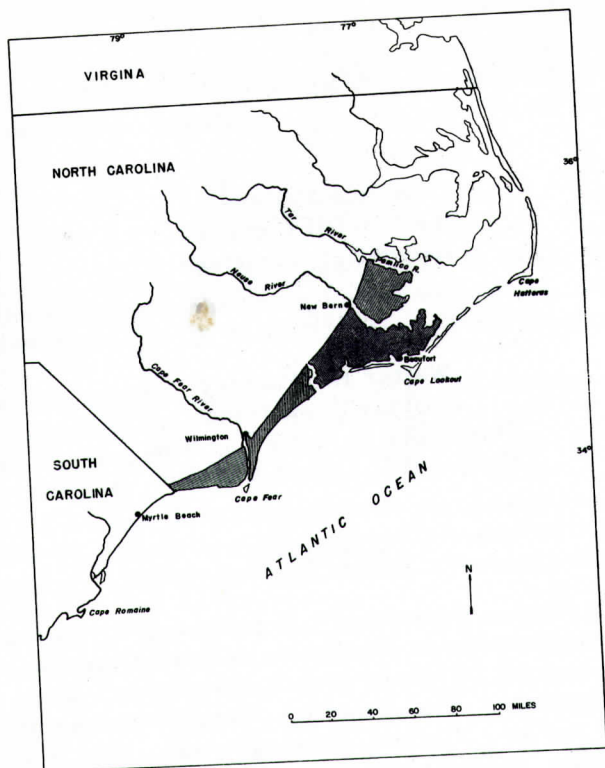 79°
77°
VIRGINIA
36°
NORTH CAROLINA
Tar River
Pamlico R.
Neuse River
Cape
Hatteras
New Bern
Beaufort
Cape Lookout
Cape Fear River
Wilmington
34°
SOUTH
CAROLINA
Cape Fear
Myrtle Beach
ATLANTIC OCEAN
N
Cape Romaine
0 20 40 60 80 100 MILES